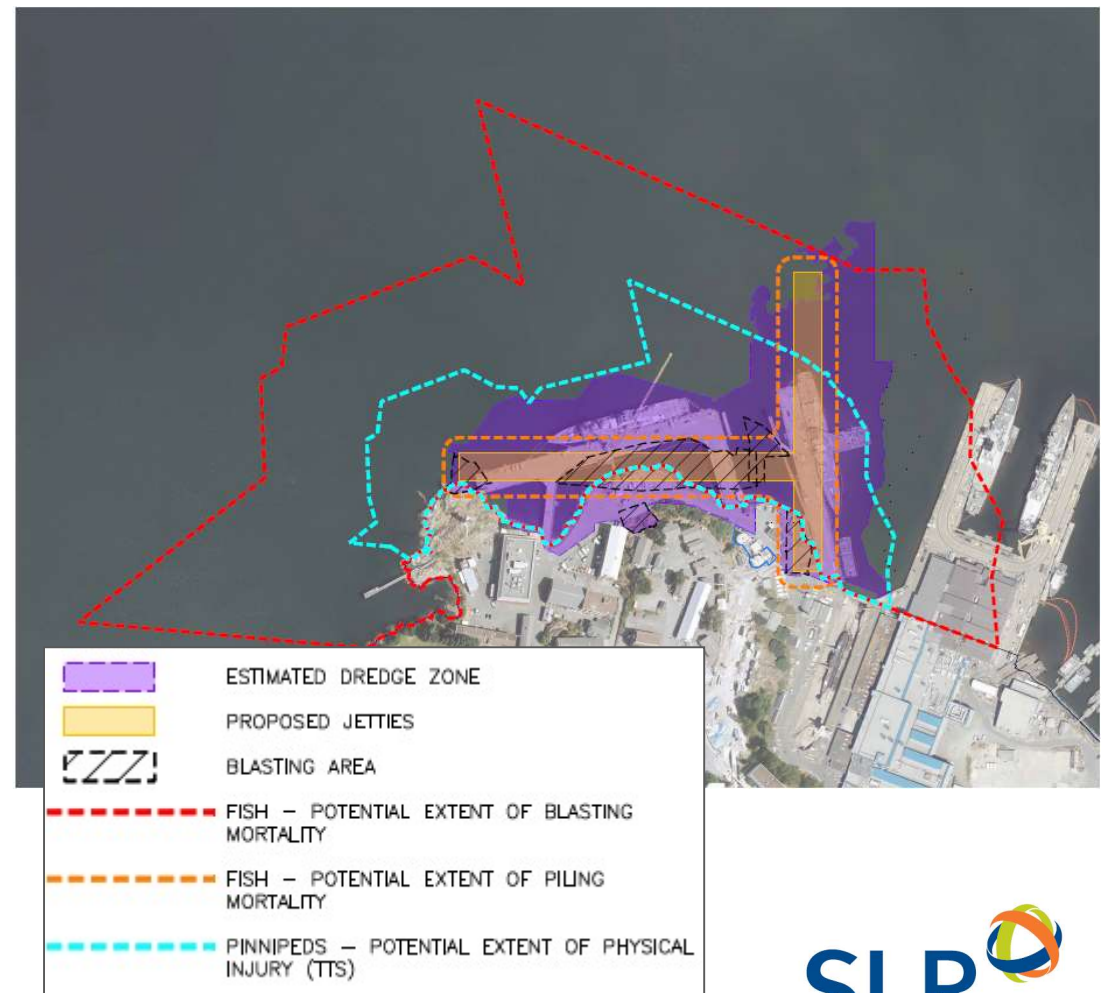 ESTIMATED DREDGE ZONE
PROPOSED JETTIES
BLASTING AREA
FISH – POTENTIAL EXTENT OF BLASTING
MORTALITY
FISH – POTENTIAL EXTENT OF PILING
MORTALITY
PINNIPEDS – POTENTIAL EXTENT OF PHYSICAL
INJURY (TTS)
SLR